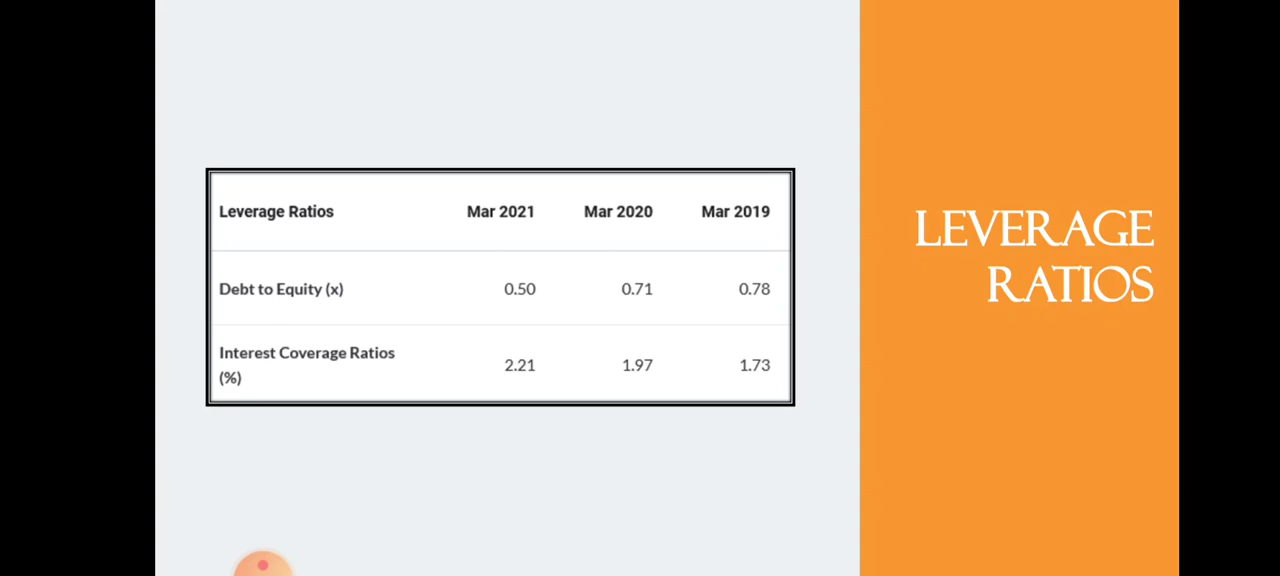 Leverage Ratios Mar 2021 Mar 2020 Mar 2019
Debt to Equity (x) 0.50 0.71 0.78
Interest Coverage Ratios
(%) 2.21 1.97 1.73
LEVERAGE
RATIOS